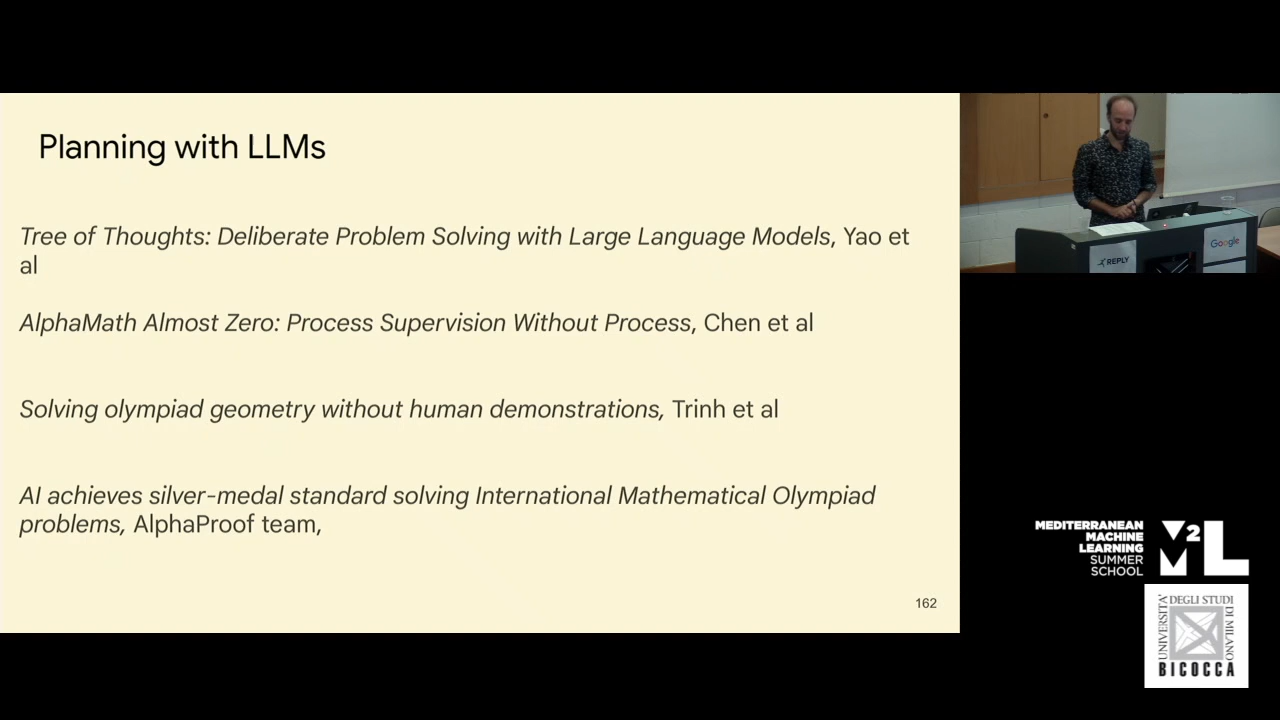 Planning with LLMs
Tree of Thoughts: Deliberate Problem Solving with Large Language Models, Yao et
al
AlphaMath Almost Zero: Process Supervision Without Process, Chen et al
Solving olympiad geometry without human demonstrations, Trinh et al
AI achieves silver-medal standard solving International Mathematical Olympiad
problems, AlphaProof team,
162
REPLY
Google
MEDITERRANEAN
MACHINE
LEARNING
SUMMER
SCHOOL
M2L
UNIVERSITA'
DEGLI STUDI
DI MILANO
BICOCCA